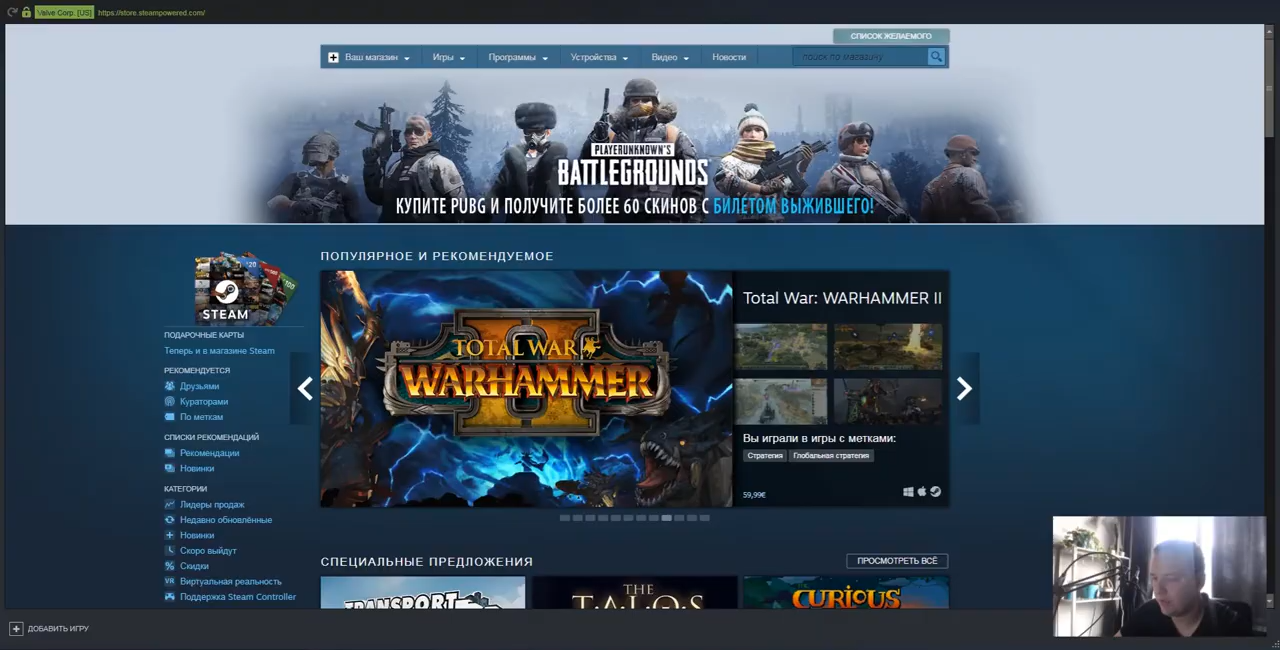 Valve Corp. [US] https://store.steampowered.com/
СПИСОК ЖЕЛАЕМОГО
Ваш магазин Игры Программы Устройства Видео Новости поиск по магазину
PLAYERUNKNOWN'S
BATTLEGROUNDS
КУПИТЕ PUBG И ПОЛУЧИТЕ БОЛЕЕ 60 СКИНОВ С БИЛЕТОМ ВЫЖИВШЕГО!
STEAM
ПОДАРОЧНЫЕ КАРТЫ
Теперь и в магазине Steam
РЕКОМЕНДУЕТСЯ
Друзьями
Кураторами
По меткам
СПИСКИ РЕКОМЕНДАЦИЙ
Рекомендации
Новинки
КАТЕГОРИИ
Лидеры продаж
Недавно обновлённые
Новинки
Скоро выйдут
Скидки
VR Виртуальная реальность
Поддержка Steam Controller
ПОПУЛЯРНОЕ И РЕКОМЕНДУЕМОЕ
TOTAL WAR
WARHAMMER
II
Total War: WARHAMMER II
Вы играли в игры с метками:
Стратегия Глобальная стратегия
59,99€
СПЕЦИАЛЬНЫЕ ПРЕДЛОЖЕНИЯ
ПРОСМОТРЕТЬ ВСЁ
TRANSPORT
THE
TALOS
CURIOUS
ДОБАВИТЬ ИГРУ